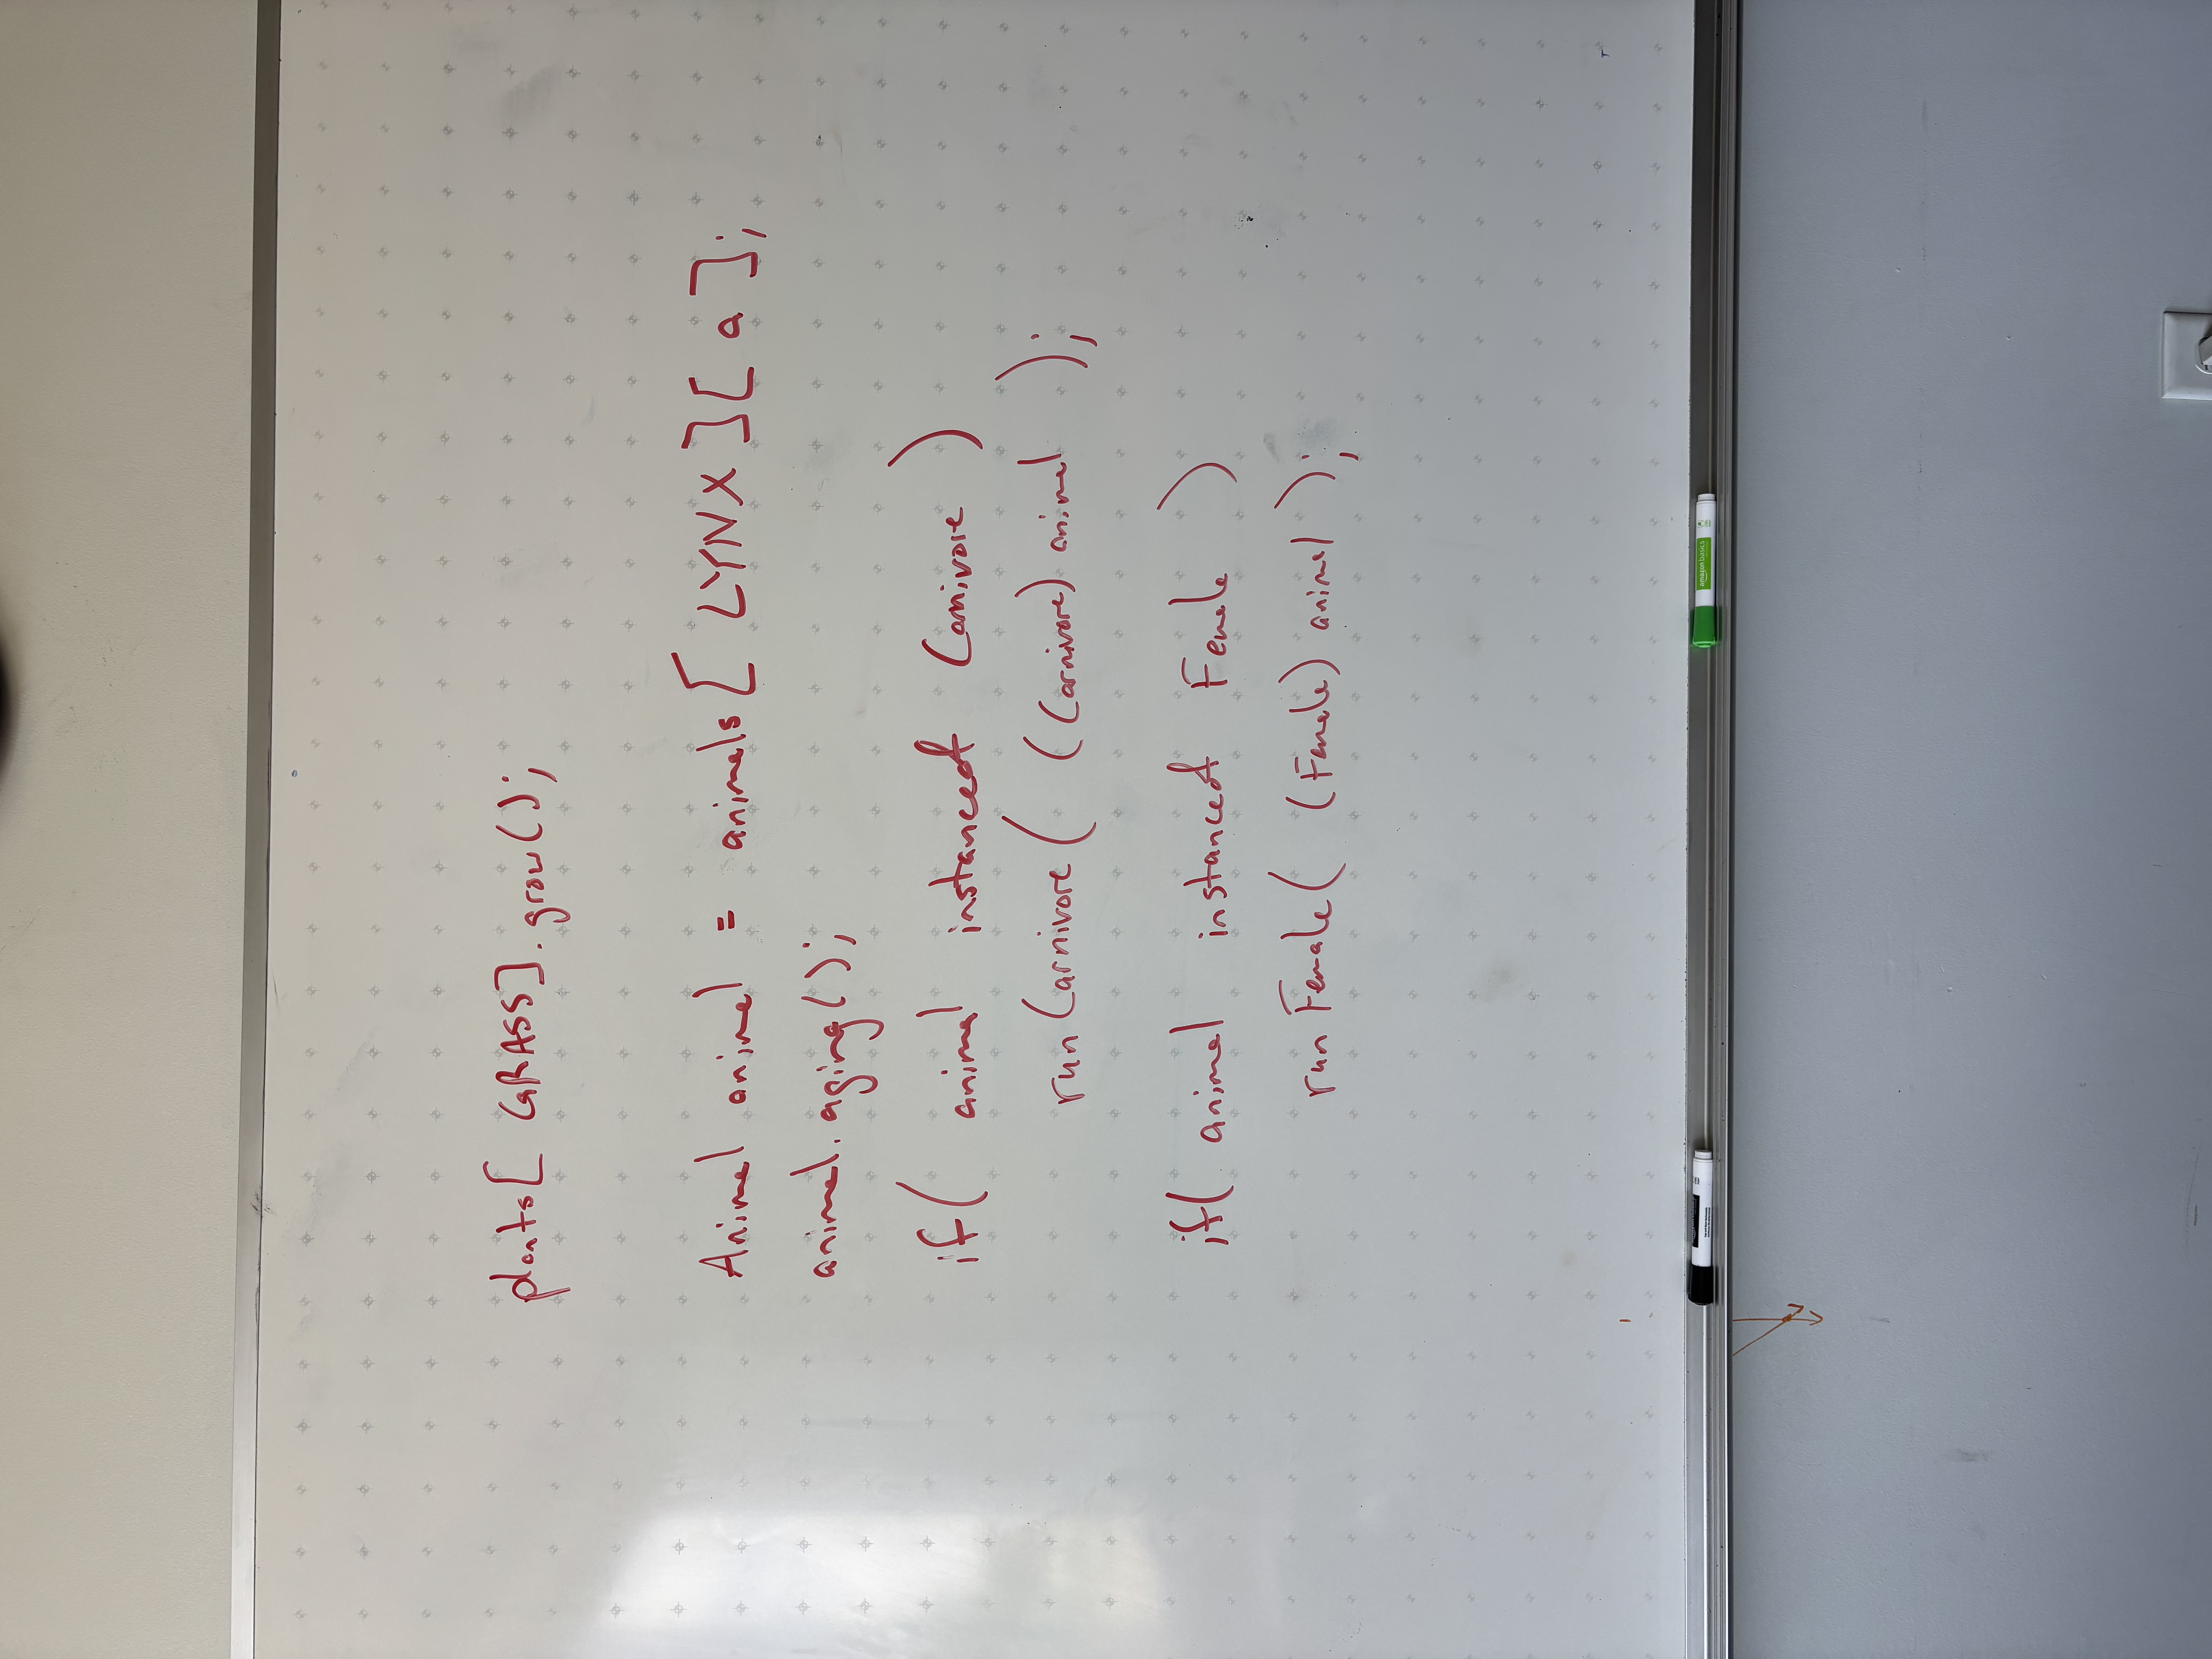 plants[ GRASS].grow();
Animal animal = animals[ LYNX ][ a ];
animal.aging();
if( animal instanceof Carnivore )
run Carnivore( (Carnivore) animal );
if( animal instanceof Female )
run Female( (Female) animal );
amazon basics